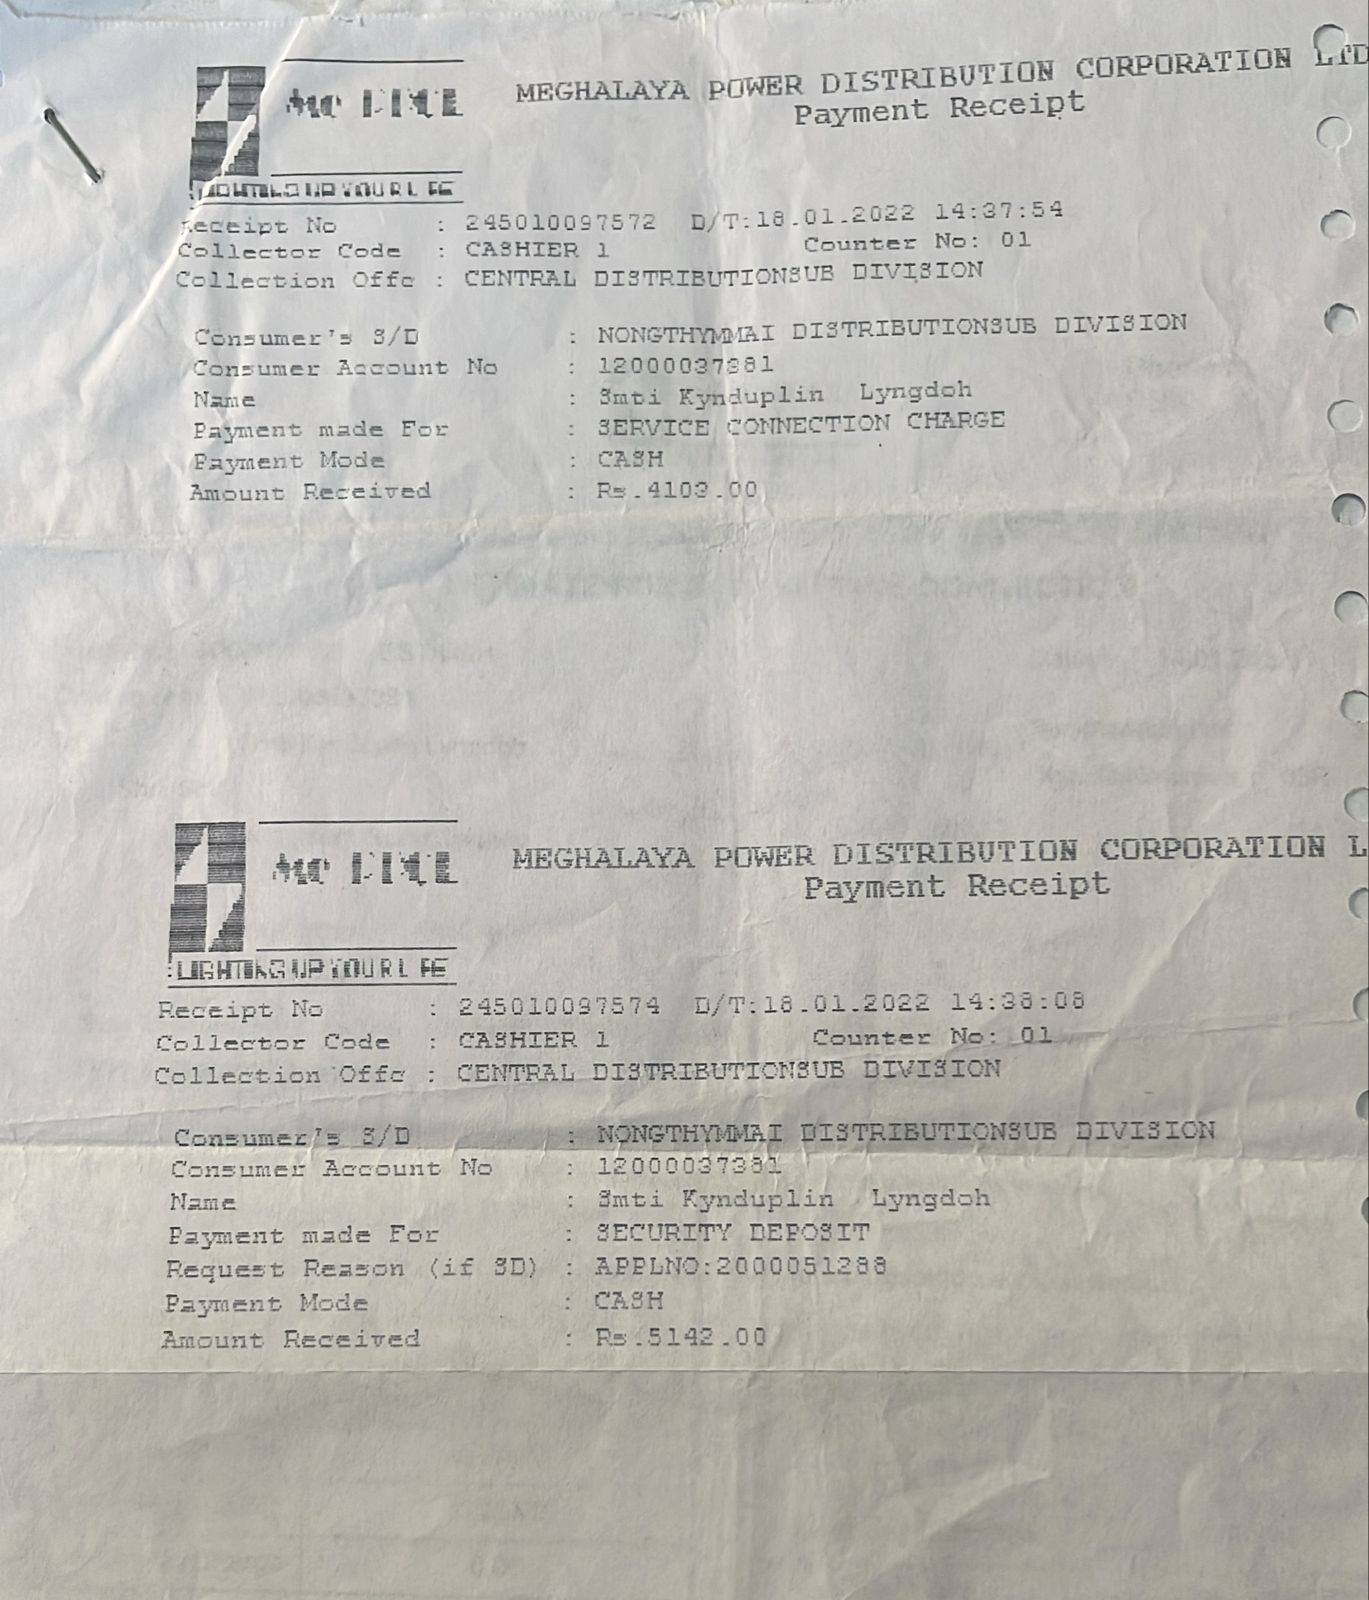 MEGHALAYA POWER DISTRIBUTION CORPORATION LTD
Payment Receipt
LIGHTING UP YOUR LIFE
Receipt No : 245010097572 D/T:18.01.2022 14:37:54
Collector Code : CASHIER 1 Counter No: 01
Collection Offc : CENTRAL DISTRIBUTIONSUB DIVISION
Consumer's S/D : NONGTHYMMAI DISTRIBUTIONSUB DIVISION
Consumer Account No : 12000037381
Name : Smti Kynduplin Lyngdoh
Payment made For : SERVICE CONNECTION CHARGE
Payment Mode : CASH
Amount Received : Rs.4103.00
MEGHALAYA POWER DISTRIBUTION CORPORATION L
Payment Receipt
LIGHTING UP YOUR LIFE
Receipt No : 245010097574 D/T:18.01.2022 14:38:08
Collector Code : CASHIER 1 Counter No: 01
Collection Offc : CENTRAL DISTRIBUTIONSUB DIVISION
Consumer's S/D : NONGTHYMMAI DISTRIBUTIONSUB DIVISION
Consumer Account No : 12000037381
Name : Smti Kynduplin Lyngdoh
Payment made For : SECURITY DEPOSIT
Request Reason (if SD) : APPLNO:2000051288
Payment Mode : CASH
Amount Received : Rs.5142.00